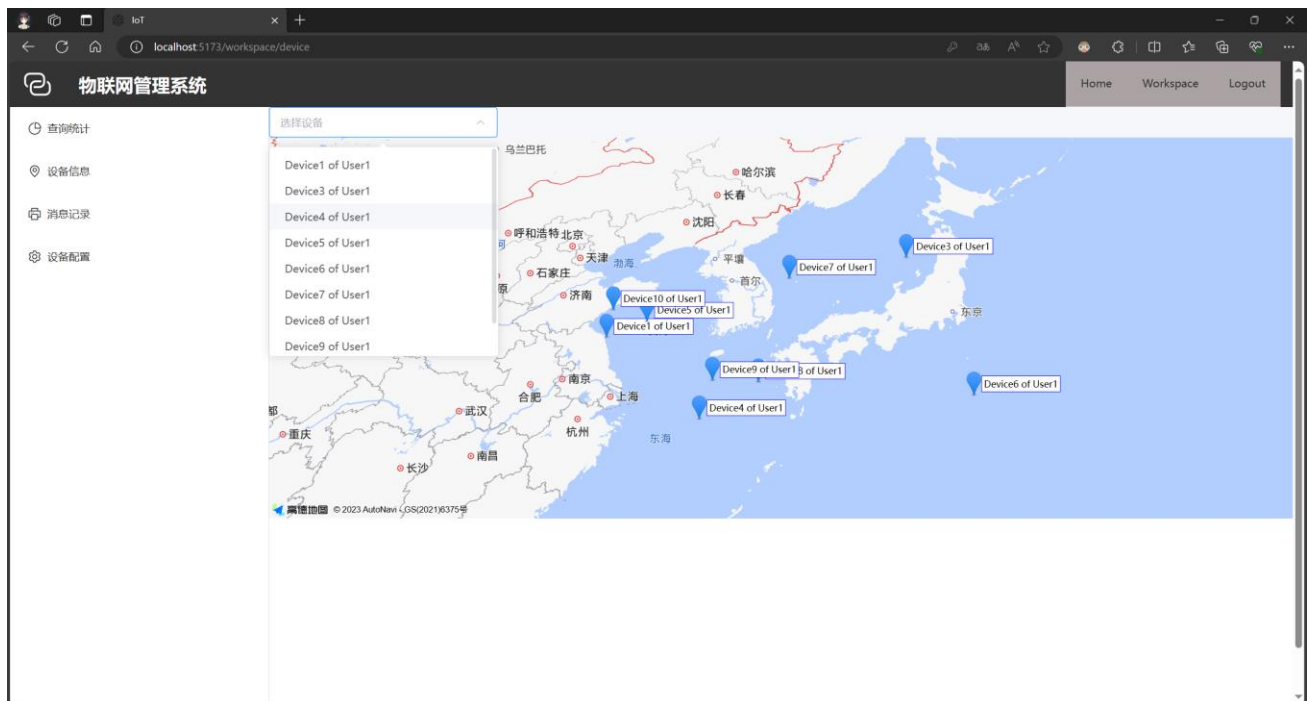 IoT
localhost:5173/workspace/device
物联网管理系统
Home Workspace Logout
查询统计
设备信息
消息记录
设备配置
选择设备
Device1 of User1
Device3 of User1
Device4 of User1
Device5 of User1
Device6 of User1
Device7 of User1
Device8 of User1
Device9 of User1
乌兰巴托
哈尔滨
长春
沈阳
呼和浩特
北京
天津
渤海
平壤
石家庄
首尔
济南
东京
Device3 of User1
Device7 of User1
Device10 of User1
Device5 of User1
Device1 of User1
Device9 of User1
8 of User1
Device6 of User1
Device4 of User1
南京
合肥
上海
武汉
杭州
东海
重庆
南昌
长沙
高德地图 © 2023 AutoNavi - GS(2021)6375号